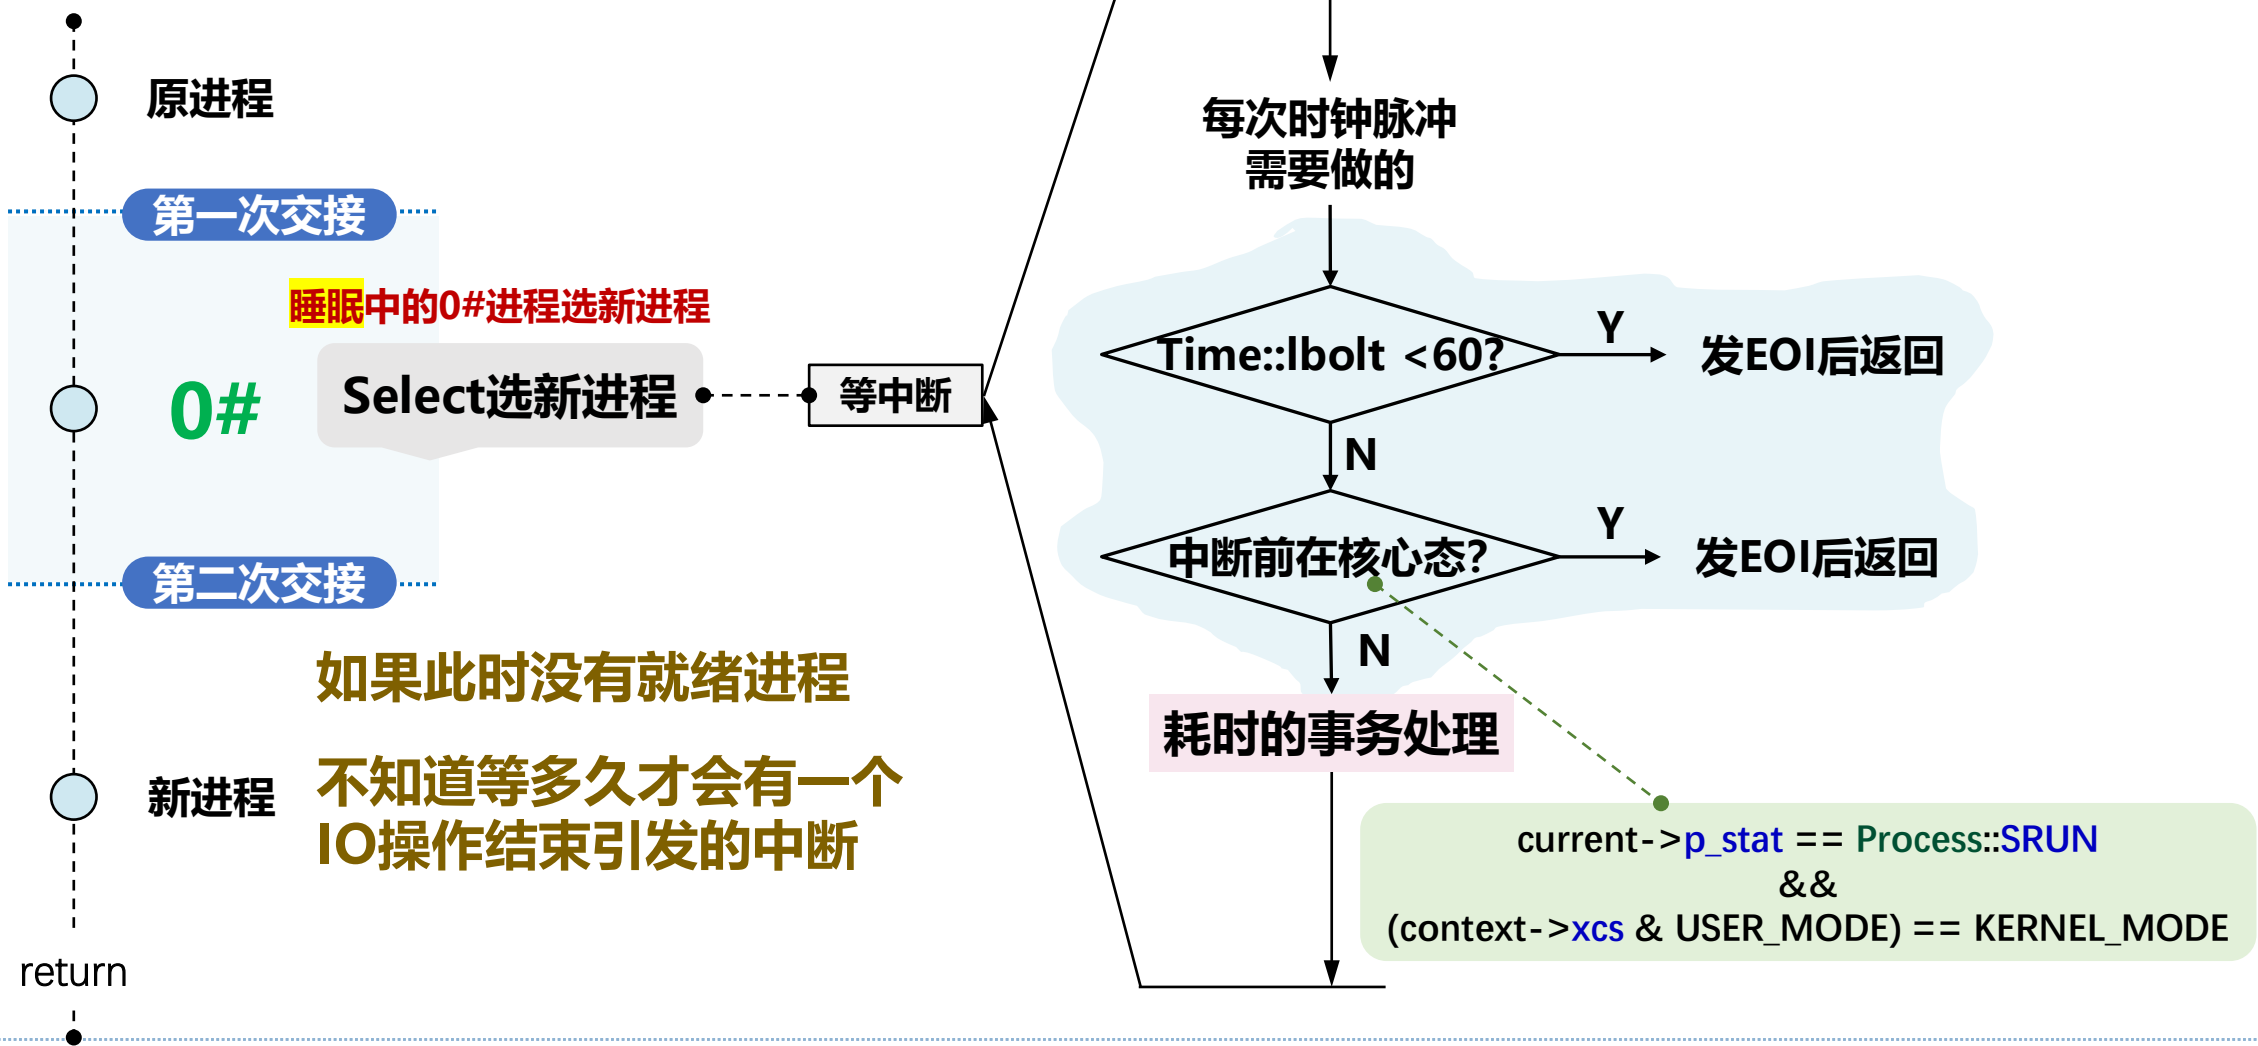 原进程
第一次交接
睡眠中的0#进程选新进程
0#
Select选新进程
等中断
第二次交接
如果此时没有就绪进程
新进程
不知道等多久才会有一个
IO操作结束引发的中断
return
每次时钟脉冲
需要做的
Time::lbolt <60?
Y
发EOI后返回
N
中断前在核心态?
Y
发EOI后返回
N
耗时的事务处理
current->p_stat == Process::SRUN
&&
(context->xcs & USER_MODE) == KERNEL_MODE